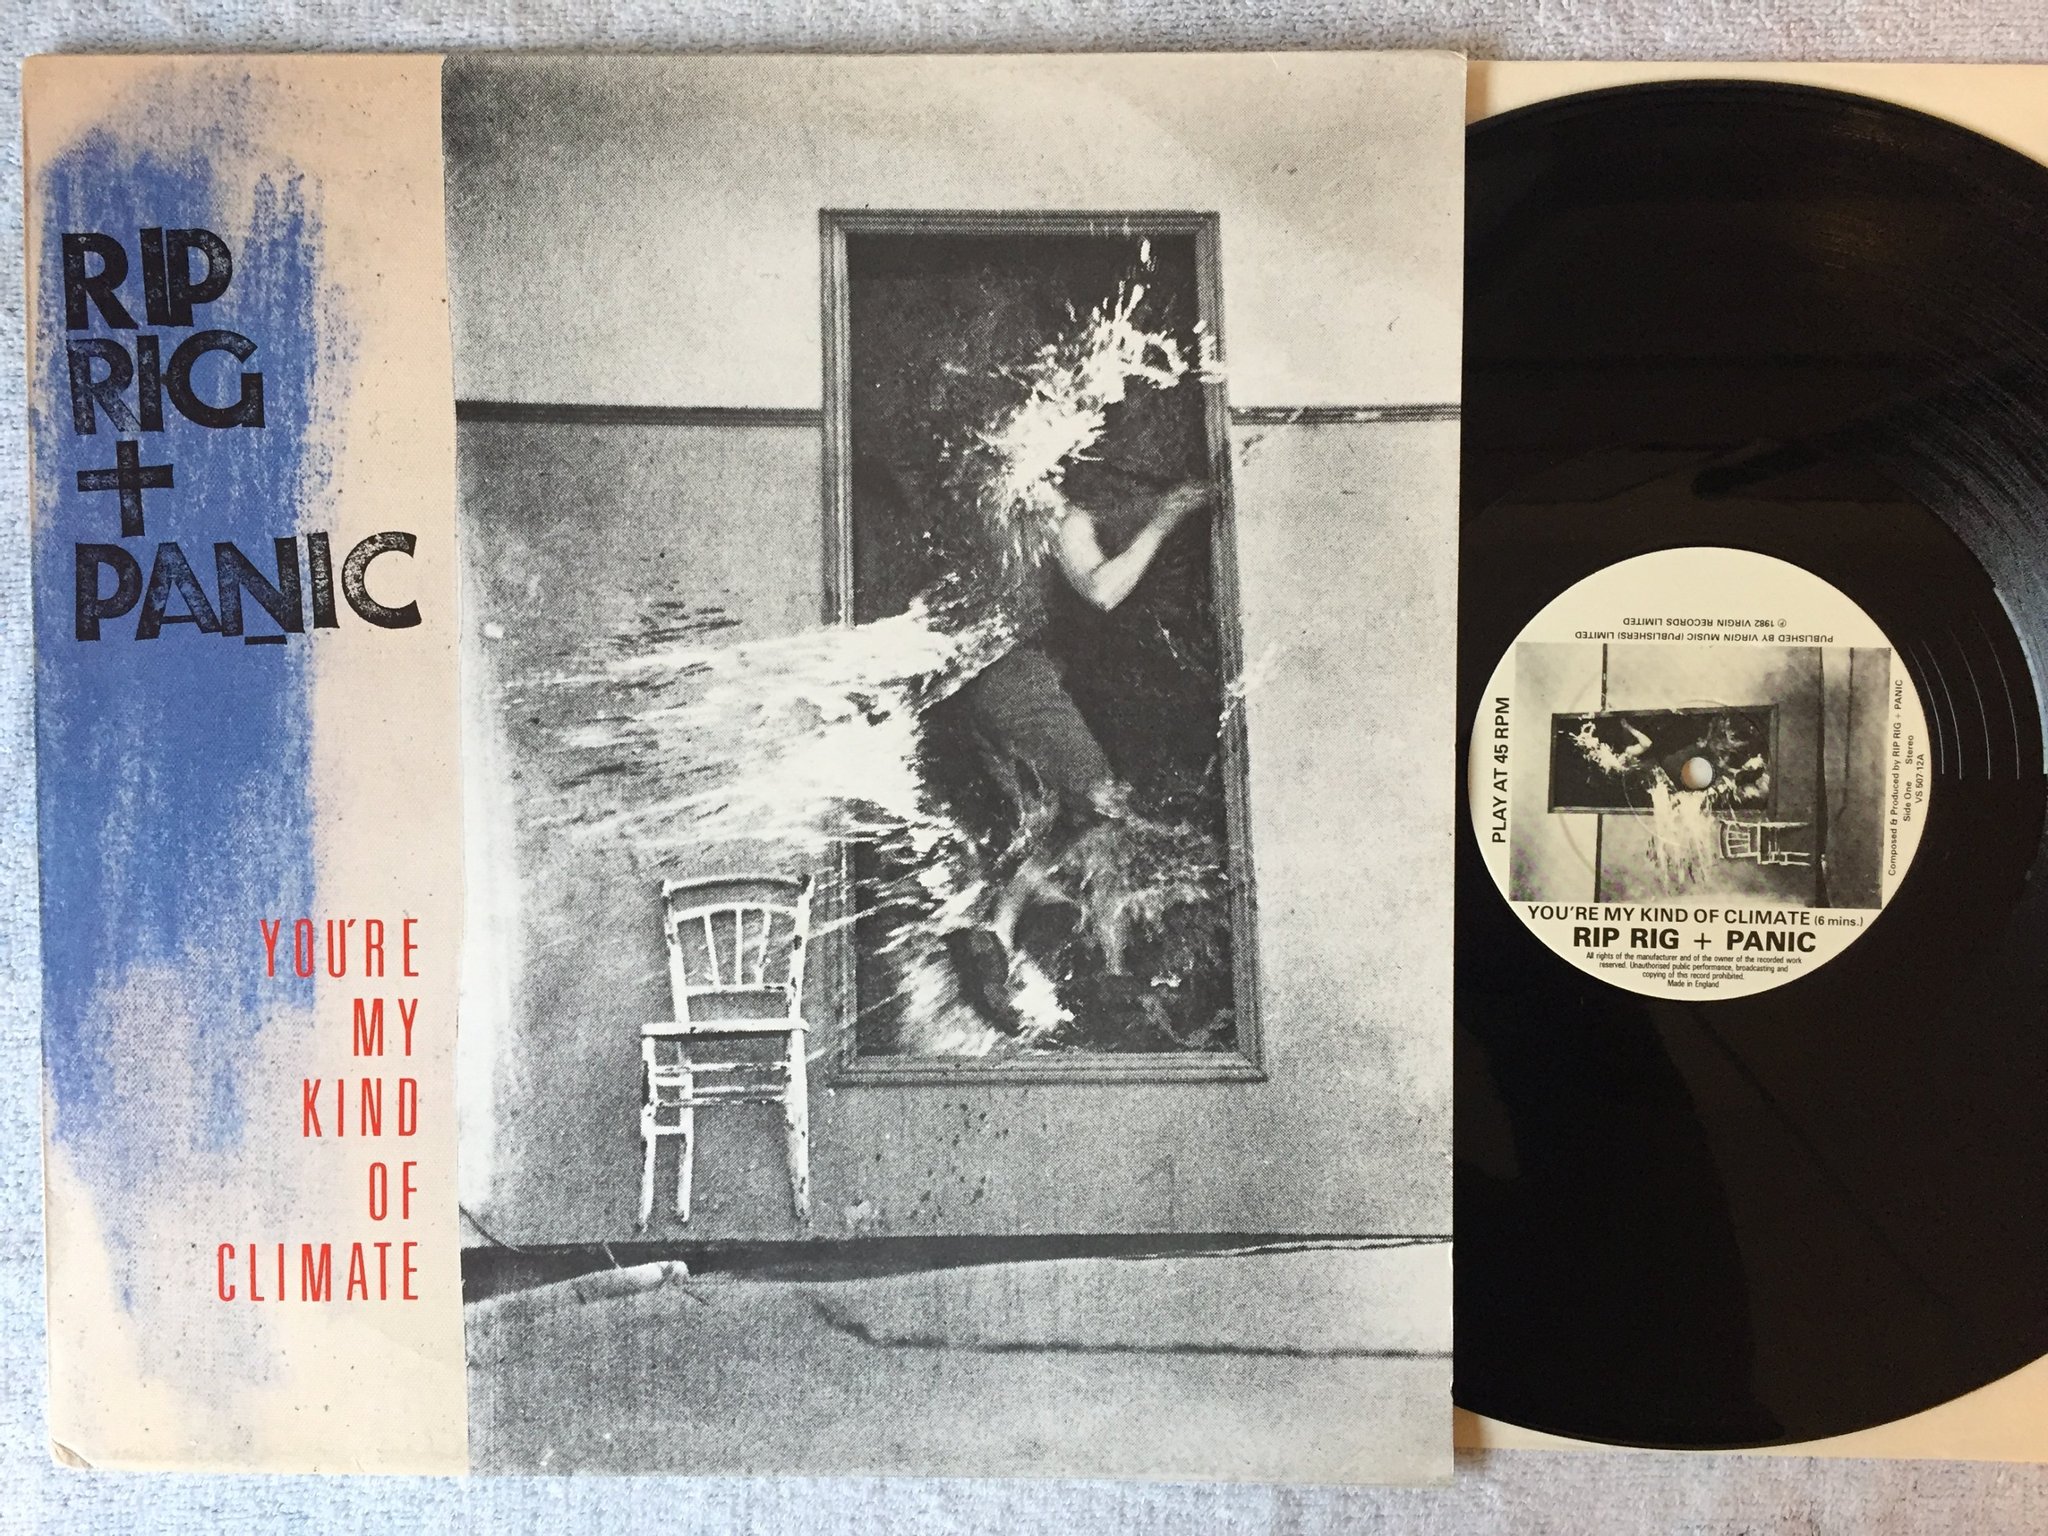 RIP
RIG
+
PANIC
YOU'RE
MY
KIND
OF
CLIMATE
℗ 1982 VIRGIN RECORDS LIMITED
PUBLISHED BY VIRGIN MUSIC (PUBLISHERS) LIMITED
PLAY AT 45 RPM
Composed & Produced by RIP RIG + PANIC
Side One Stereo
VS 507-12A
YOU'RE MY KIND OF CLIMATE (6 mins.)
RIP RIG + PANIC
All rights of the manufacturer and of the owner of the recorded work
reserved. Unauthorised public performance, broadcasting and
copying of this record prohibited.
Made in England